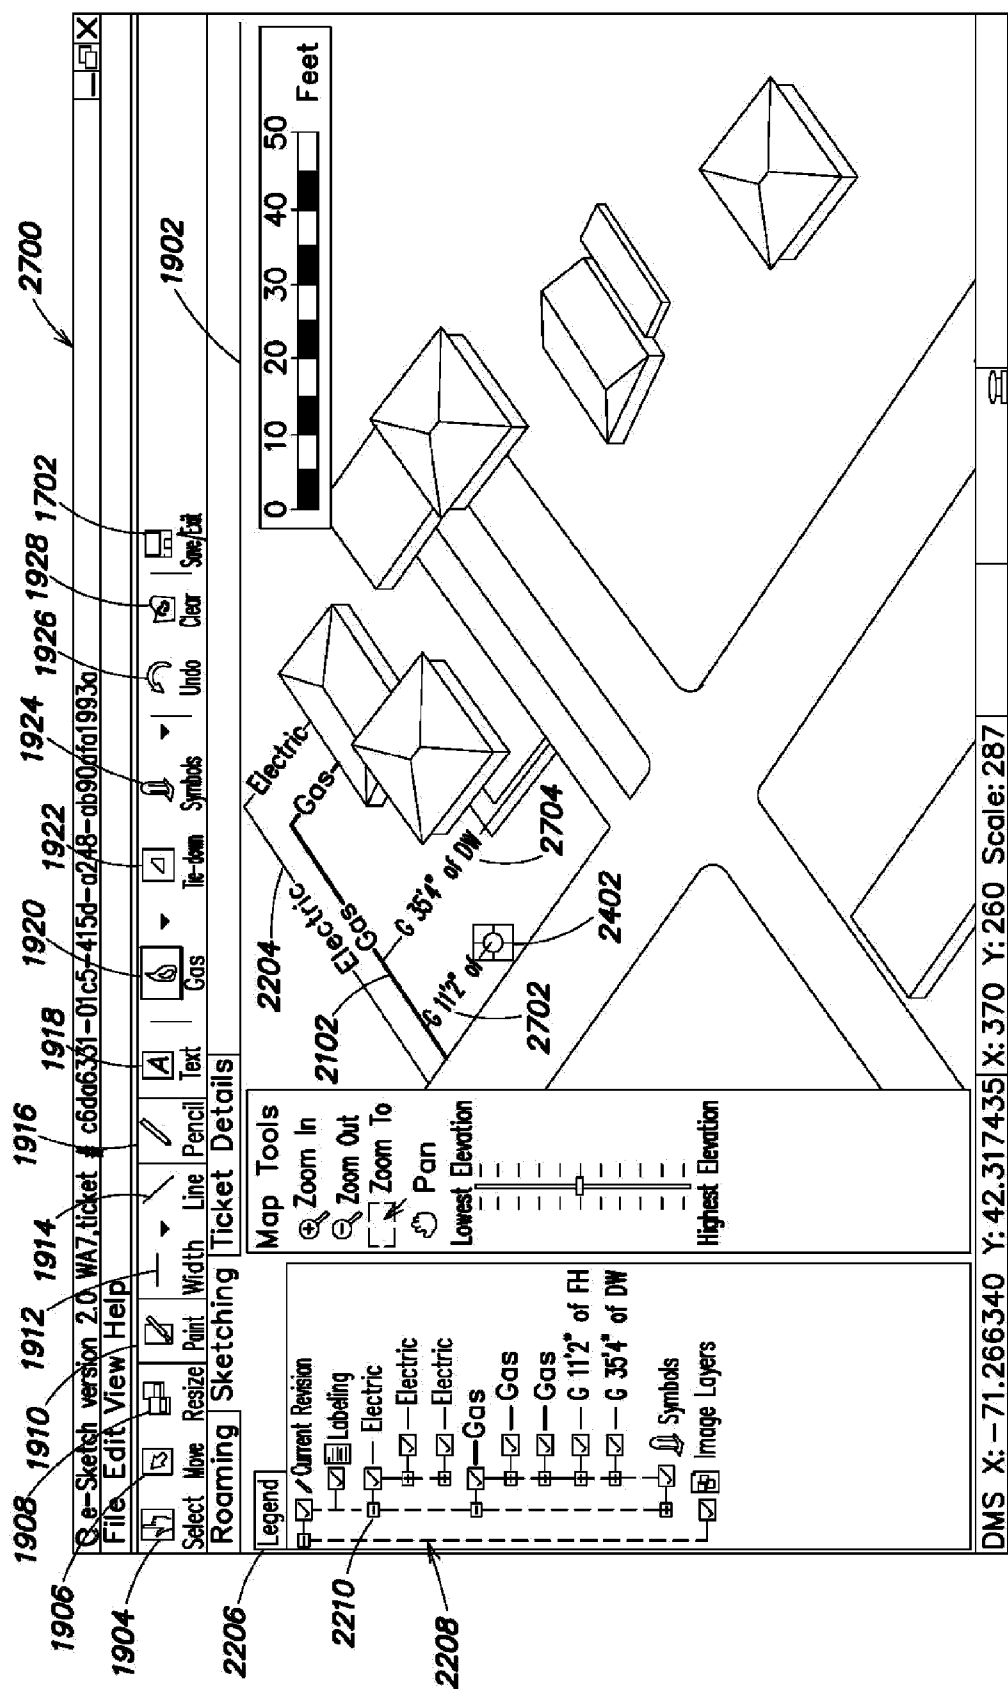 2700
e-Sketch version 2.0 WA7.ticket # c6da6331-01c5-415d-a248-ab90dfa1993a
File Edit View Help
1904
1906
1908
1910
1912
1914
1916
1918
1920
1922
1924
1926
1928
1702
1902
Select Move Resize Paint Width Line Pencil Text Gas Tie-down Symbols Undo Clear Save/Exit
A
Roaming Sketching Ticket Details
2206
Legend
Current Revision
Labeling
Electric
Electric
Electric
Gas
Gas
Gas
G 11'2" of FH
G 35'4" of DW
Symbols
Image Layers
2210
2208
Map Tools
Zoom In
Zoom Out
Zoom To
Pan
Lowest Elevation
Highest Elevation
0 10 20 30 40 50 Feet
2204
Electric
Electric
Gas
Gas
2102
G 35'4" of DW
2704
G 11'2" of
2702
2402
DMS X: -71.266340 Y: 42.317435 X: 370 Y: 260 Scale: 287